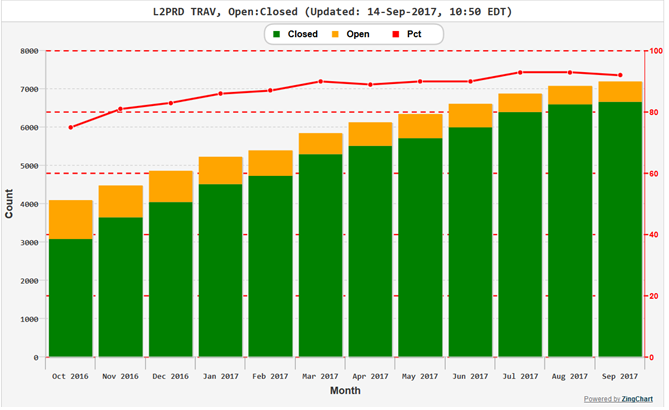 L2PRD TRAV, Open:Closed (Updated: 14-Sep-2017, 10:50 EDT)
Closed Open Pct
8000
7000
6000
5000
4000
3000
2000
1000
0
Count
100
80
60
40
20
0
Oct 2016 Nov 2016 Dec 2016 Jan 2017 Feb 2017 Mar 2017 Apr 2017 May 2017 Jun 2017 Jul 2017 Aug 2017 Sep 2017
Month
Powered by ZingChart